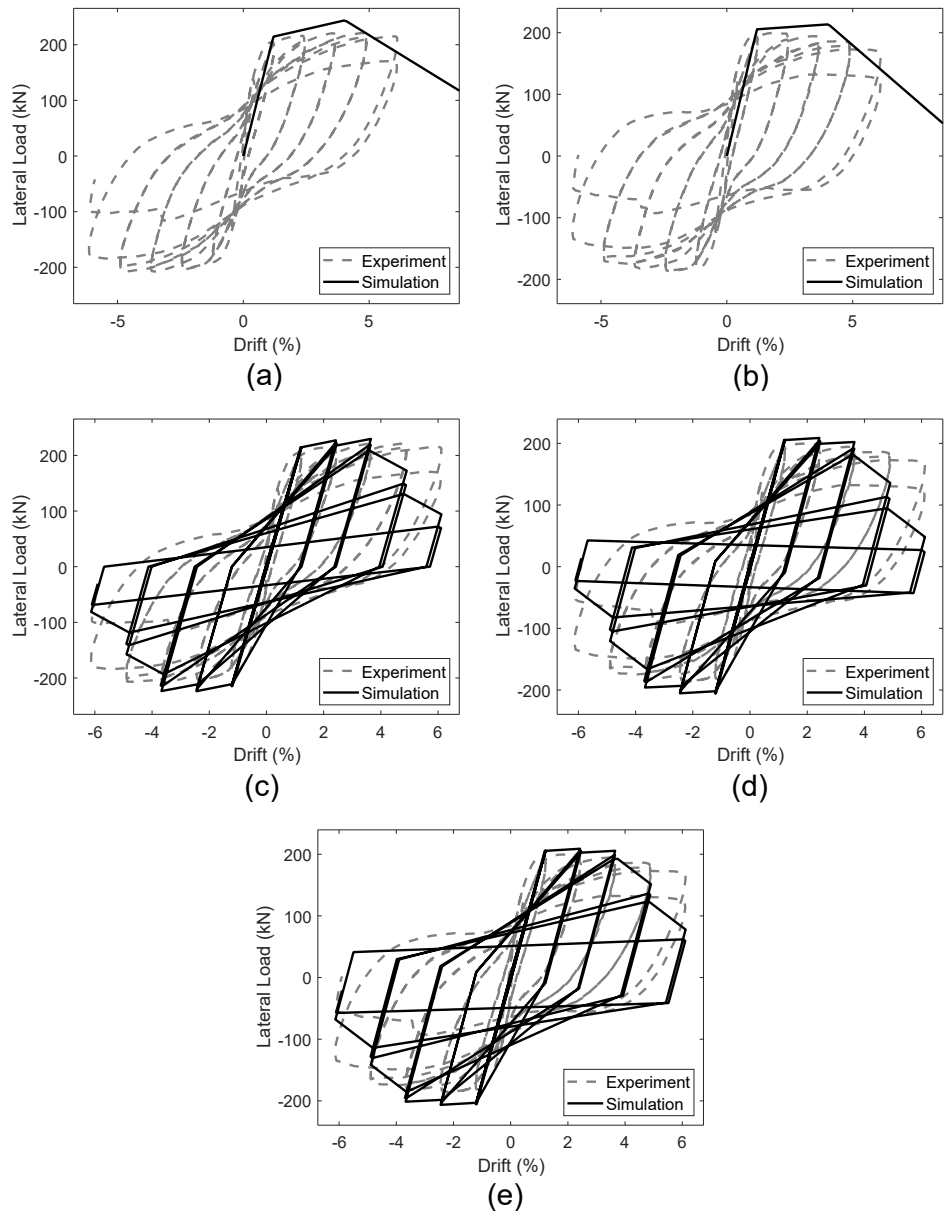 200
100
0
-100
-200
Lateral Load (kN)
-5
0
5
Drift (%)
Experiment
Simulation
(a)
200
100
0
-100
-200
Lateral Load (kN)
-5
0
5
Drift (%)
Experiment
Simulation
(b)
200
100
0
-100
-200
Lateral Load (kN)
-6 -4 -2 0 2 4 6
Drift (%)
Experiment
Simulation
(c)
200
100
0
-100
-200
Lateral Load (kN)
-6 -4 -2 0 2 4 6
Drift (%)
Experiment
Simulation
(d)
200
100
0
-100
-200
Lateral Load (kN)
-6 -4 -2 0 2 4 6
Drift (%)
Experiment
Simulation
(e)